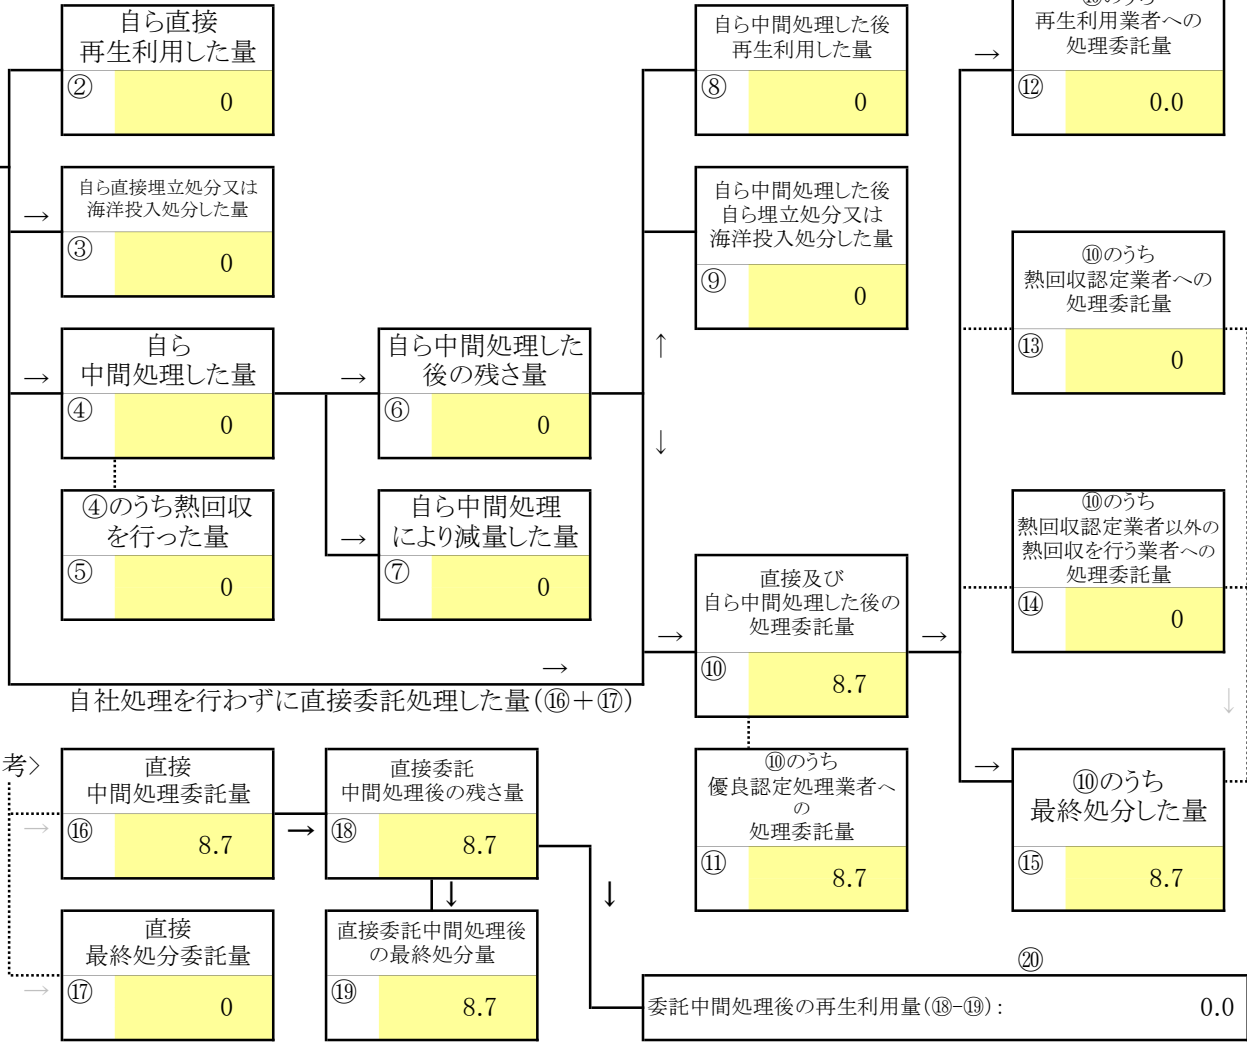 自ら直接
再生利用した量
②
0
自ら直接埋立処分又は
海洋投入処分した量
→
③
0
自ら
中間処理した量
→
④
0
④のうち熱回収
を行った量
⑤
0
→
自ら中間処理した
後の残さ量
⑥
0
→
自ら中間処理
により減量した量
⑦
0
自ら中間処理した後
再生利用した量
⑧
0
自ら中間処理した後
自ら埋立処分又は
海洋投入処分した量
⑨
0
↑
↓
→
自社処理を行わずに直接委託処理した量(⑯+⑰)
→
直接及び
自ら中間処理した後の
処理委託量
⑩
8.7
⑩のうち
優良認定処理業者へ
の
処理委託量
⑪
8.7
→
→
再生利用業者への
処理委託量
⑫
0.0
⑩のうち
熱回収認定業者への
処理委託量
⑬
0
⑩のうち
熱回収認定業者以外の
熱回収を行う業者への
処理委託量
⑭
0
↓
→
⑩のうち
最終処分した量
⑮
8.7
考>
→
直接
中間処理委託量
⑯
8.7
→
直接委託
中間処理後の残さ量
⑱
8.7
↓
↓
→
直接
最終処分委託量
⑰
0
直接委託中間処理後
の最終処分量
⑲
8.7
⑳
委託中間処理後の再生利用量(⑱-⑲): 0.0